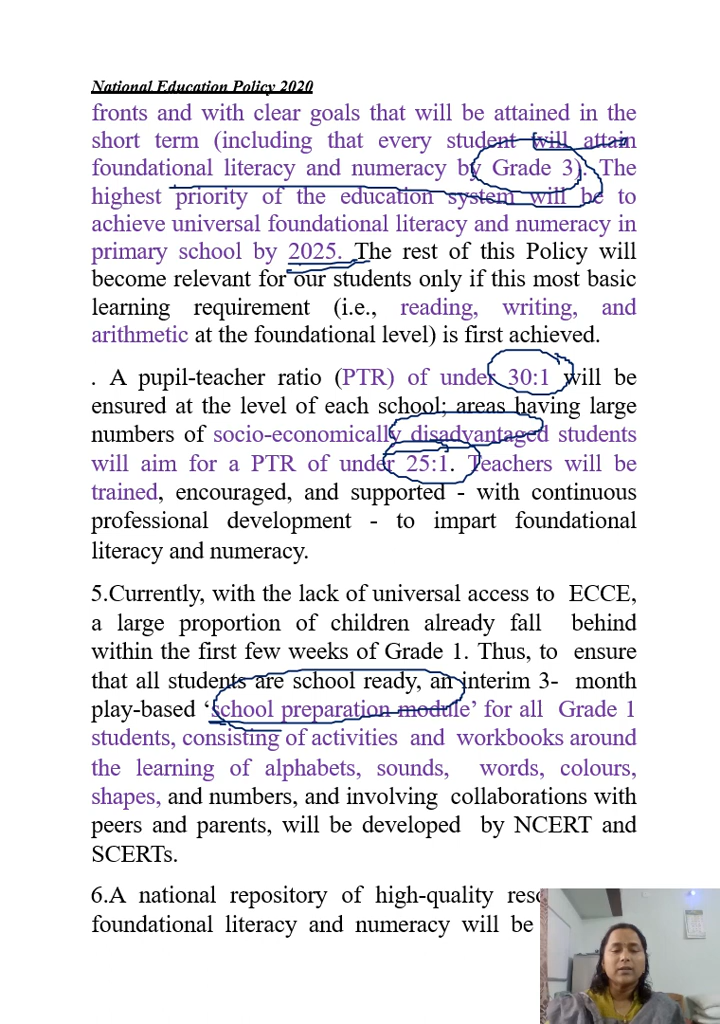 National Education Policy 2020
fronts and with clear goals that will be attained in the
short term (including that every student will attain
foundational literacy and numeracy by Grade 3). The
highest priority of the education system will be to
achieve universal foundational literacy and numeracy in
primary school by 2025. The rest of this Policy will
become relevant for our students only if this most basic
learning requirement (i.e., reading, writing, and
arithmetic at the foundational level) is first achieved.
. A pupil-teacher ratio (PTR) of under 30:1 will be
ensured at the level of each school; areas having large
numbers of socio-economically disadvantaged students
will aim for a PTR of under 25:1. Teachers will be
trained, encouraged, and supported - with continuous
professional development - to impart foundational
literacy and numeracy.
5.Currently, with the lack of universal access to ECCE,
a large proportion of children already fall behind
within the first few weeks of Grade 1. Thus, to ensure
that all students are school ready, an interim 3- month
play-based ‘school preparation module’ for all Grade 1
students, consisting of activities and workbooks around
the learning of alphabets, sounds, words, colours,
shapes, and numbers, and involving collaborations with
peers and parents, will be developed by NCERT and
SCERTs.
6.A national repository of high-quality
foundational literacy and numeracy will be